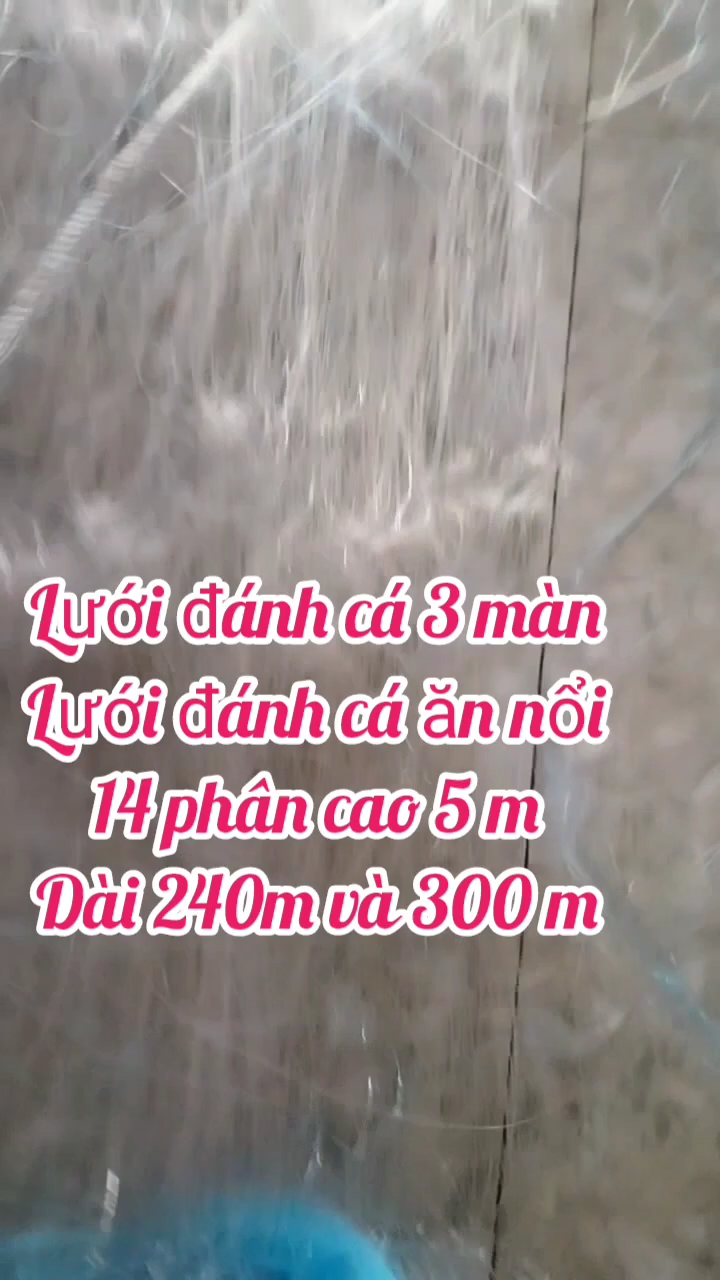 Lưới đánh cá 3 màn
Lưới đánh cá ăn nổi
14 phân cao 5 m
Dài 240m và 300 m